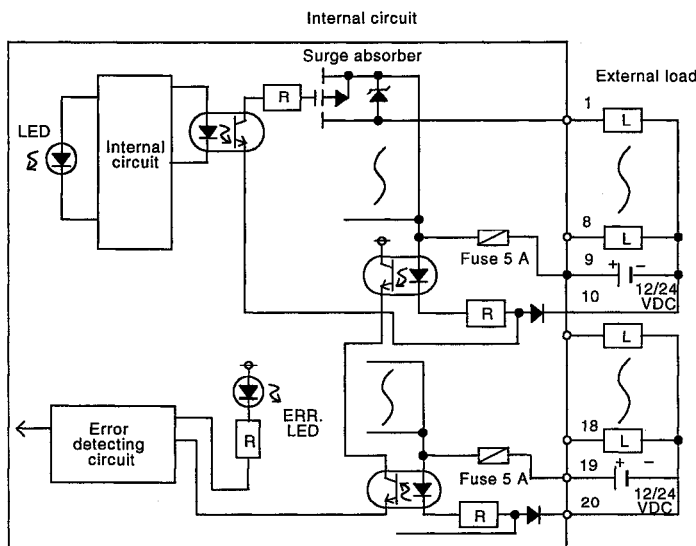 Internal circuit
Surge absorber
External load
R
1
L
LED
Internal
circuit
8
L
Fuse 5 A
9
+ −
12/24
VDC
10
R
ERR.
LED
R
Error
detecting
circuit
L
18
L
Fuse 5 A
19
+ −
12/24
VDC
20
R